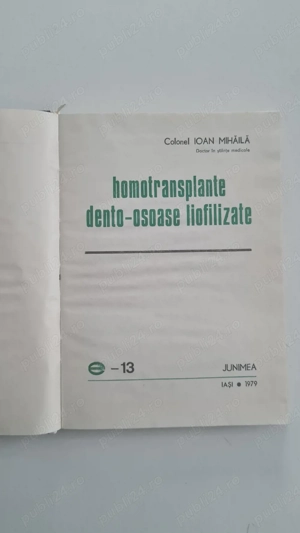 Colonel IOAN MIHĂILĂ
Doctor în științe medicale
homotransplante
dento-osoase liofilizate
–13
JUNIMEA
IAȘI • 1979